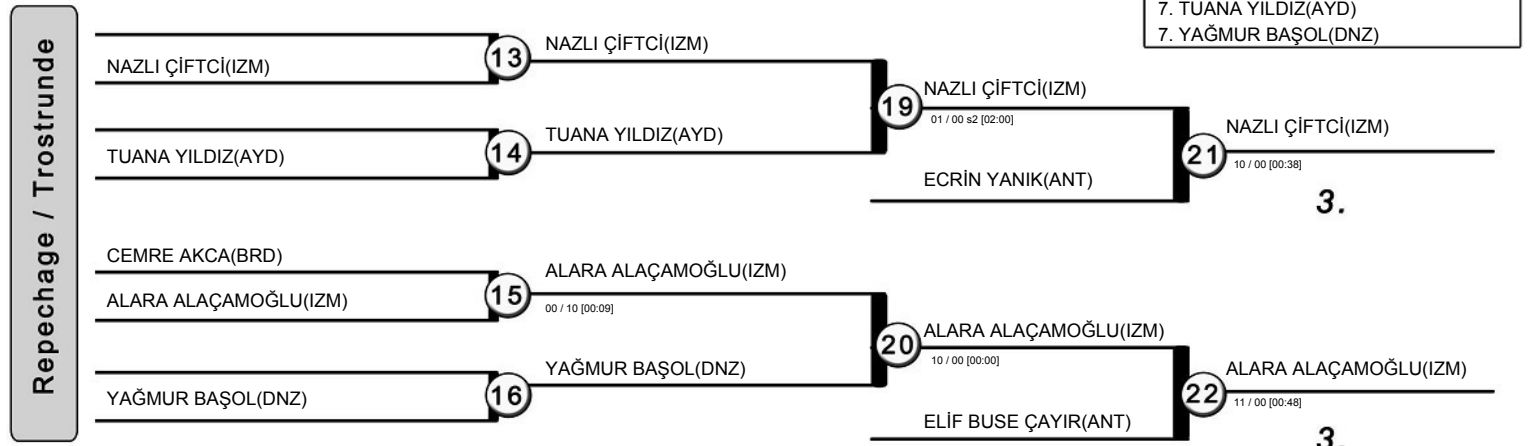 7. TUANA YILDIZ(AYD)
7. YAĞMUR BAŞOL(DNZ)
Repechage / Trostrunde
NAZLI ÇİFTCİ(IZM)
13
NAZLI ÇİFTCİ(IZM)
TUANA YILDIZ(AYD)
14
TUANA YILDIZ(AYD)
19
NAZLI ÇİFTCİ(IZM)
01 / 00 s2 [02:00]
ECRİN YANIK(ANT)
21
NAZLI ÇİFTCİ(IZM)
10 / 00 [00:38]
3.
CEMRE AKCA(BRD)
ALARA ALAÇAMOĞLU(IZM)
15
ALARA ALAÇAMOĞLU(IZM)
00 / 10 [00:09]
YAĞMUR BAŞOL(DNZ)
16
YAĞMUR BAŞOL(DNZ)
20
ALARA ALAÇAMOĞLU(IZM)
10 / 00 [00:00]
ELİF BUSE ÇAYIR(ANT)
22
ALARA ALAÇAMOĞLU(IZM)
11 / 00 [00:48]
3.